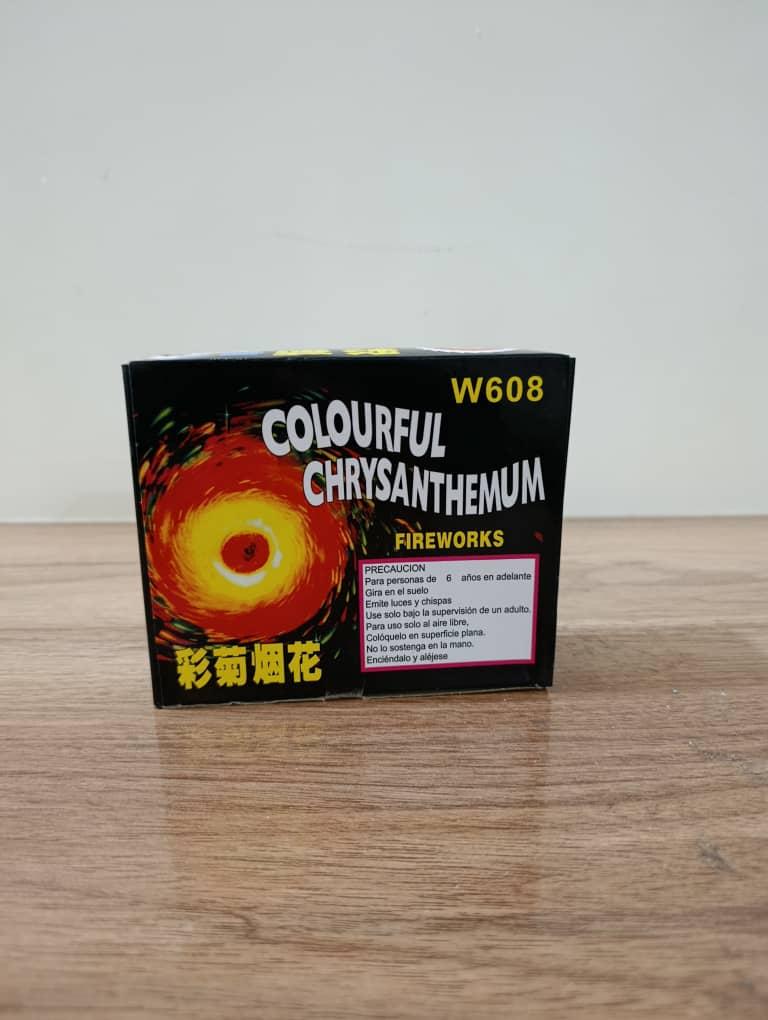 W608
COLOURFUL
CHRYSANTHEMUM
FIREWORKS
PRECAUCION
Para personas de 6 años en adelante
Gira en el suelo
Emite luces y chispas
Use solo bajo la supervisión de un adulto.
Para uso solo al aire libre,
Colóquelo en superficie plana.
No lo sostenga en la mano.
Enciéndalo y aléjese
彩菊烟花